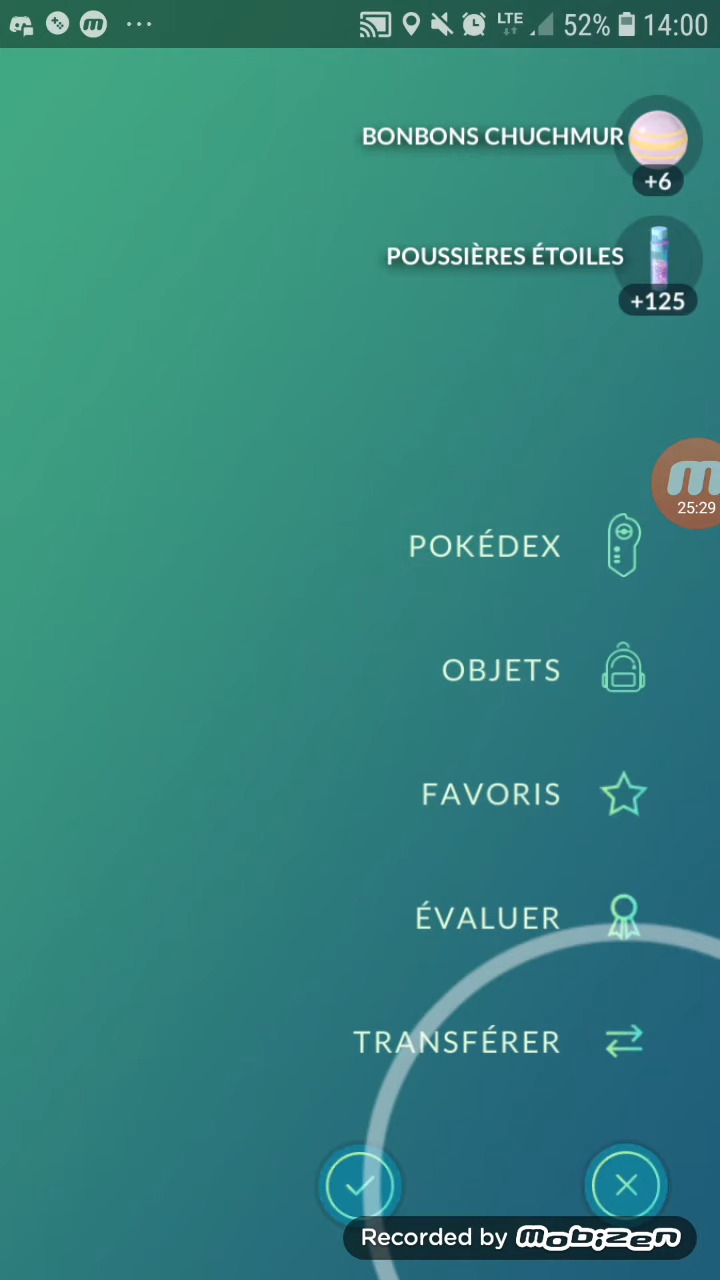 LTE 52% 14:00
BONBONS CHUCHMUR
+6
POUSSIÈRES ÉTOILES
+125
25:29
POKÉDEX
OBJETS
FAVORIS
ÉVALUER
TRANSFÉRER
Recorded by mobizen